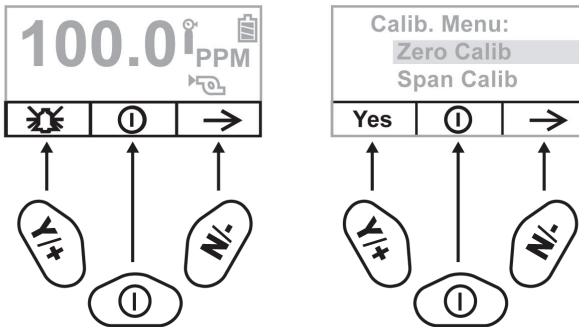 100.0 PPM
Y/+
N/-
Calib. Menu:
Zero Calib
Span Calib
Yes
Y/+
N/-